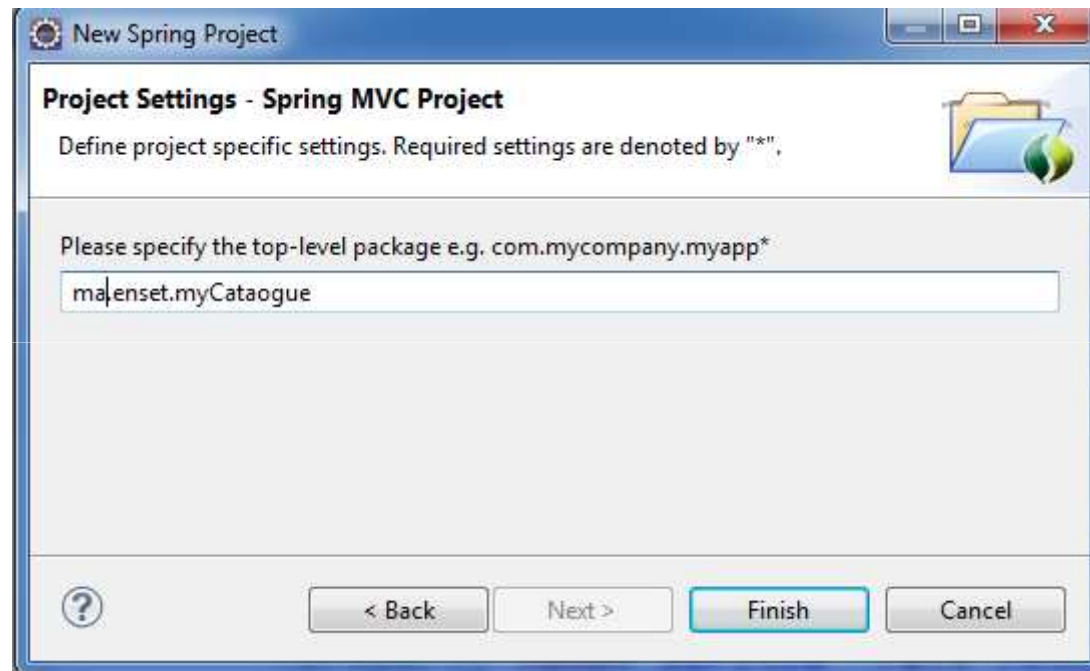 New Spring Project
Project Settings - Spring MVC Project
Define project specific settings. Required settings are denoted by "*".
Please specify the top-level package e.g. com.mycompany.myapp*
ma.enset.myCataogue
?
< Back
Next >
Finish
Cancel